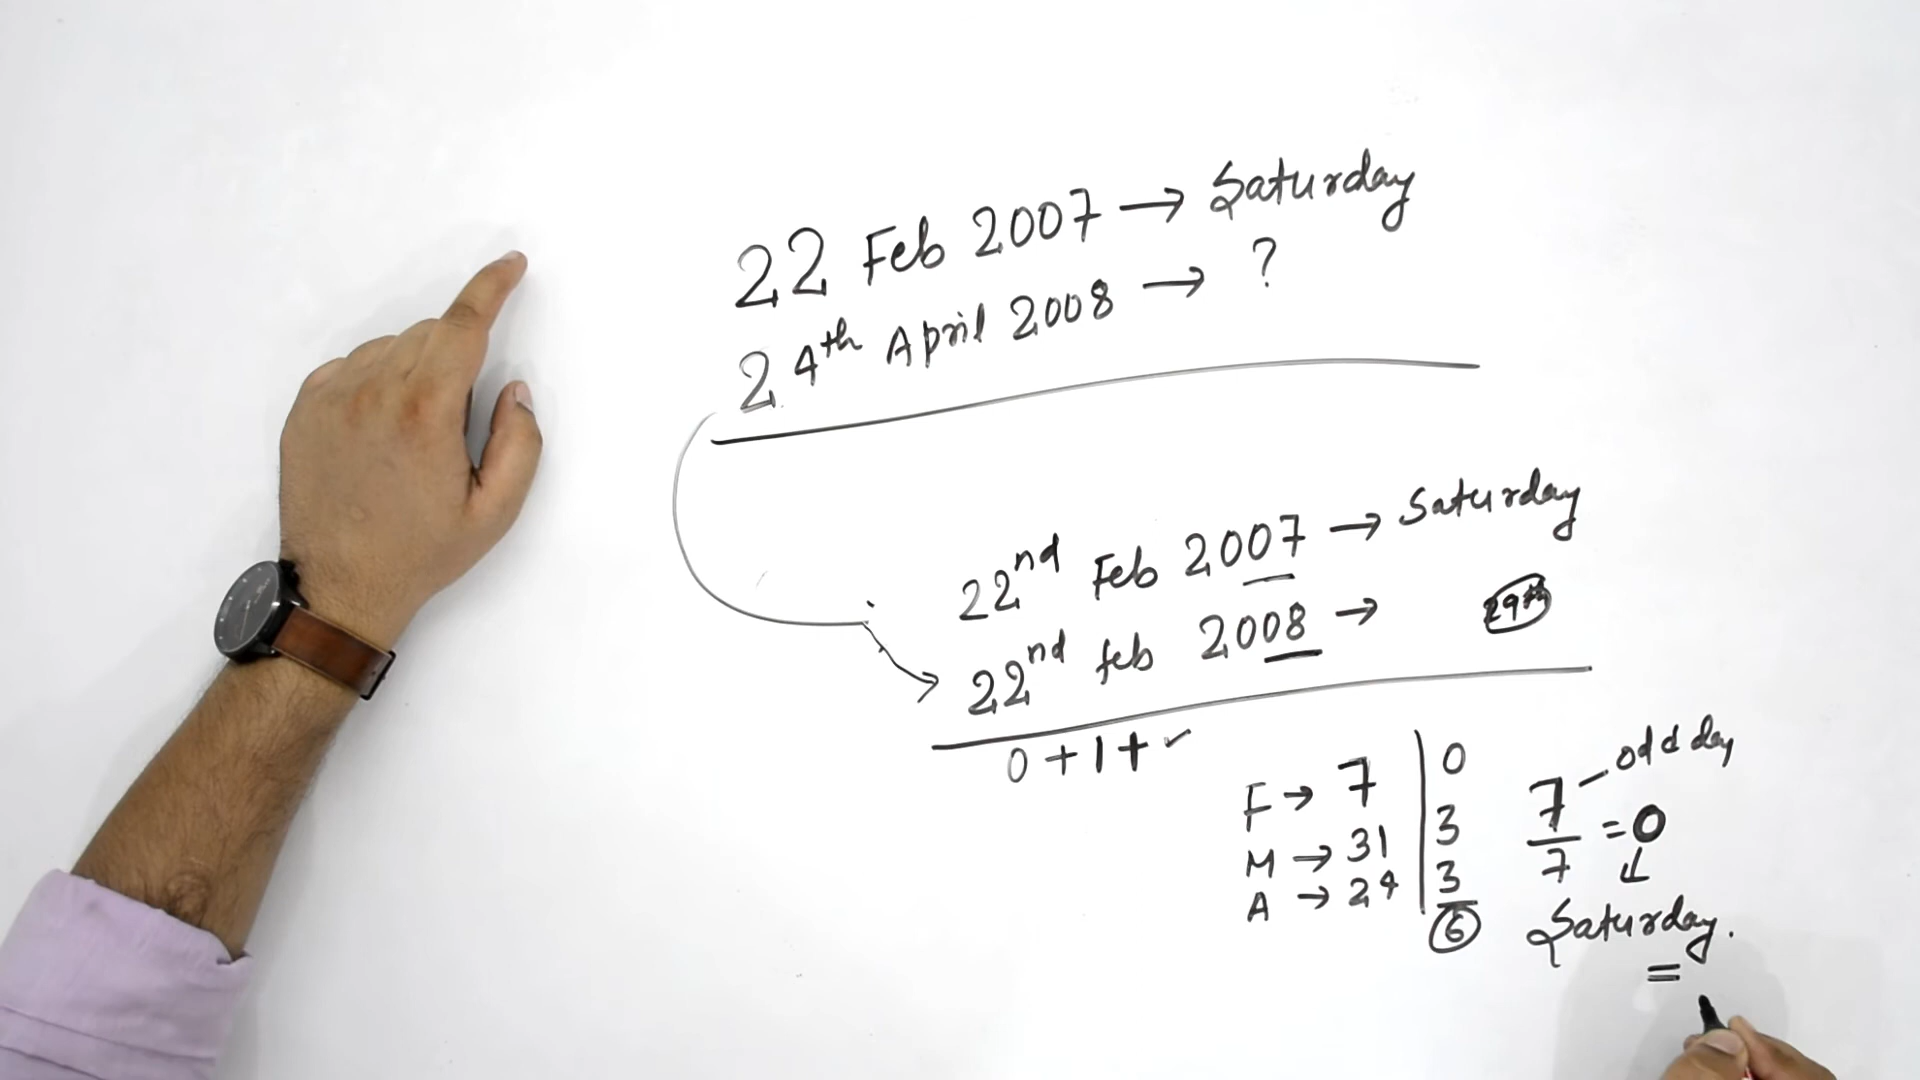 22 Feb 2007 → Saturday
24th April 2008 → ?
22nd Feb 2007 → Saturday
22nd feb 2008 → 29th
0 + 1 + ✓
F → 7 | 0
M → 31 | 3
A → 24 | 3
6
7/7 = 0
odd day
Saturday.